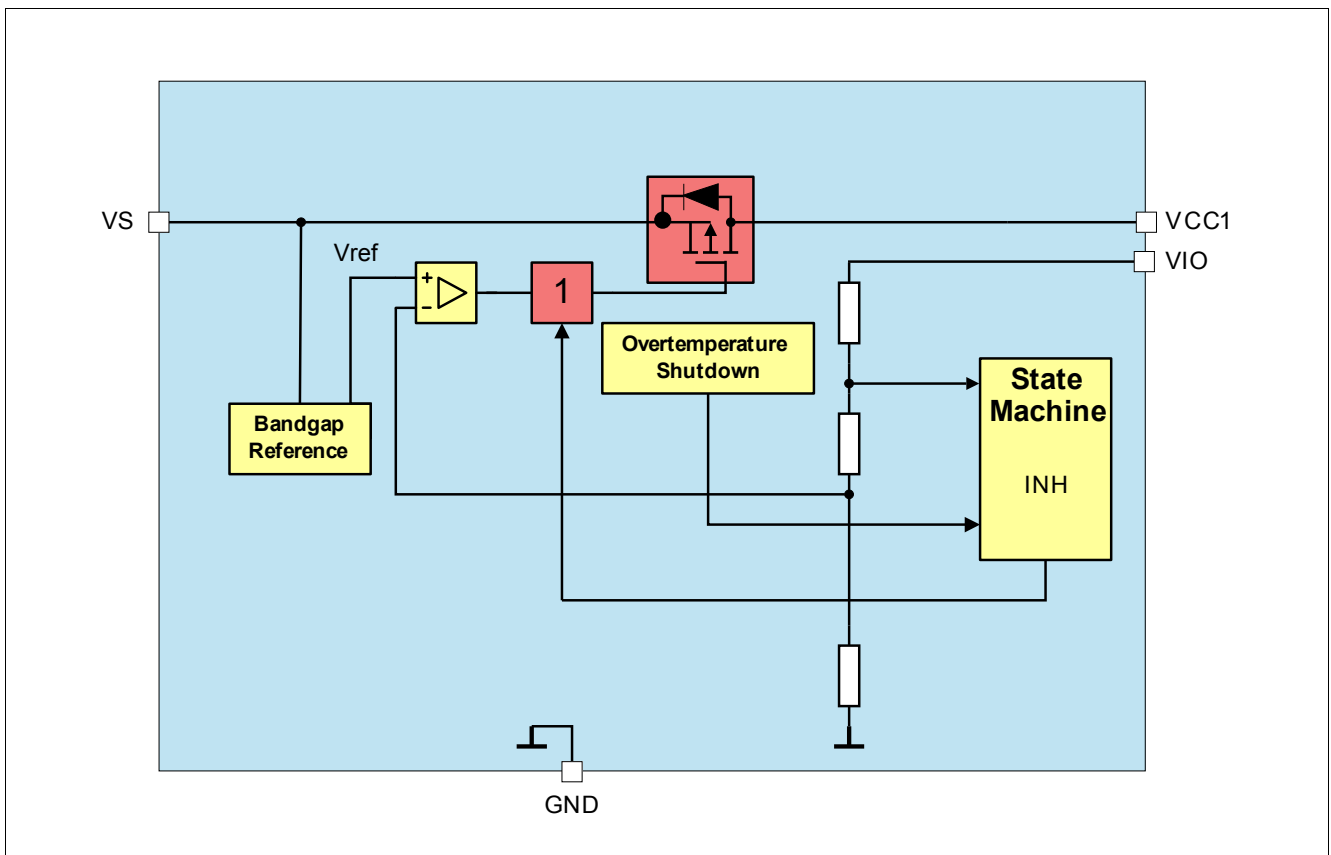 VS
VCC1
VIO
Vref
+
-
1
Overtemperature
Shutdown
State
Machine
INH
Bandgap
Reference
GND